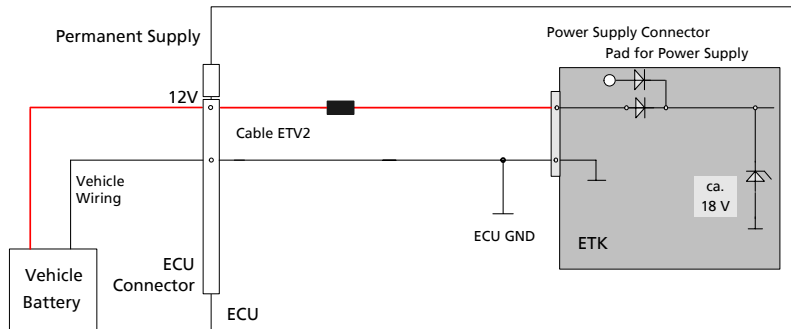 Permanent Supply
Power Supply Connector
Pad for Power Supply
12V
Cable ETV2
Vehicle
Wiring
ca.
18 V
ECU GND
ETK
ECU
Connector
Vehicle
Battery
ECU